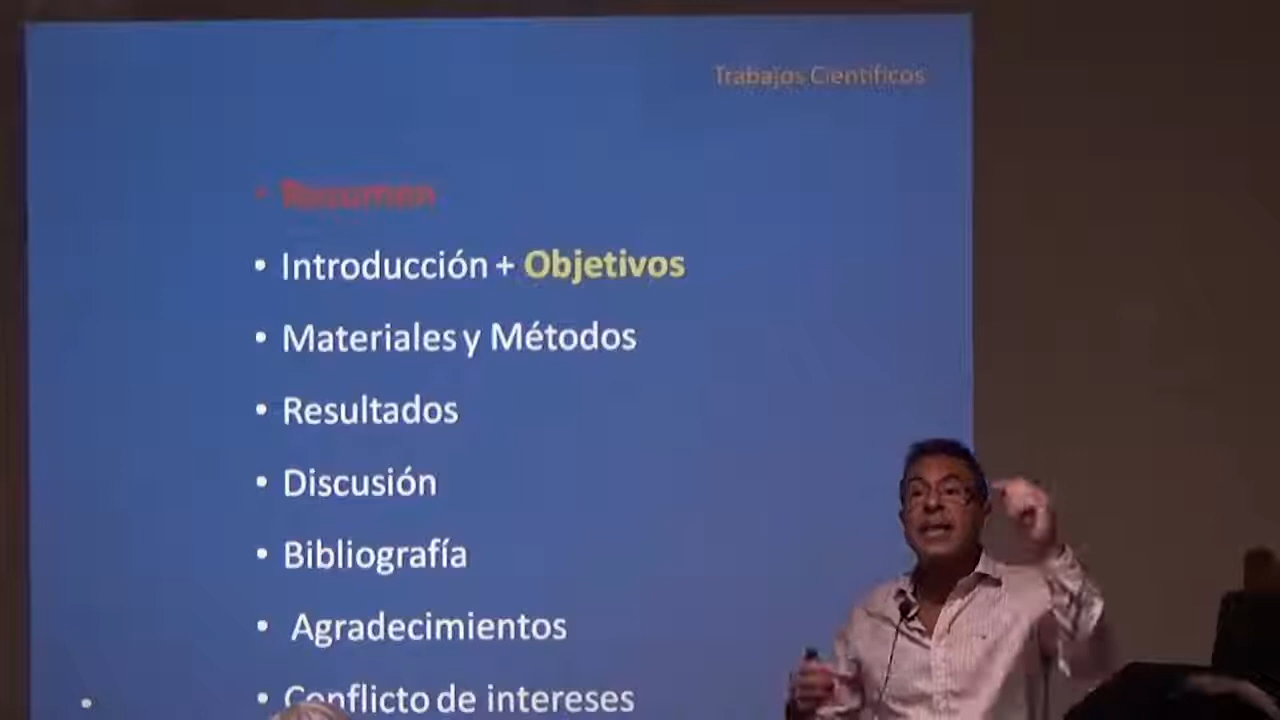 Trabajos Científicos
• Resumen
• Introducción + Objetivos
• Materiales y Métodos
• Resultados
• Discusión
• Bibliografía
• Agradecimientos
• Conflicto de intereses